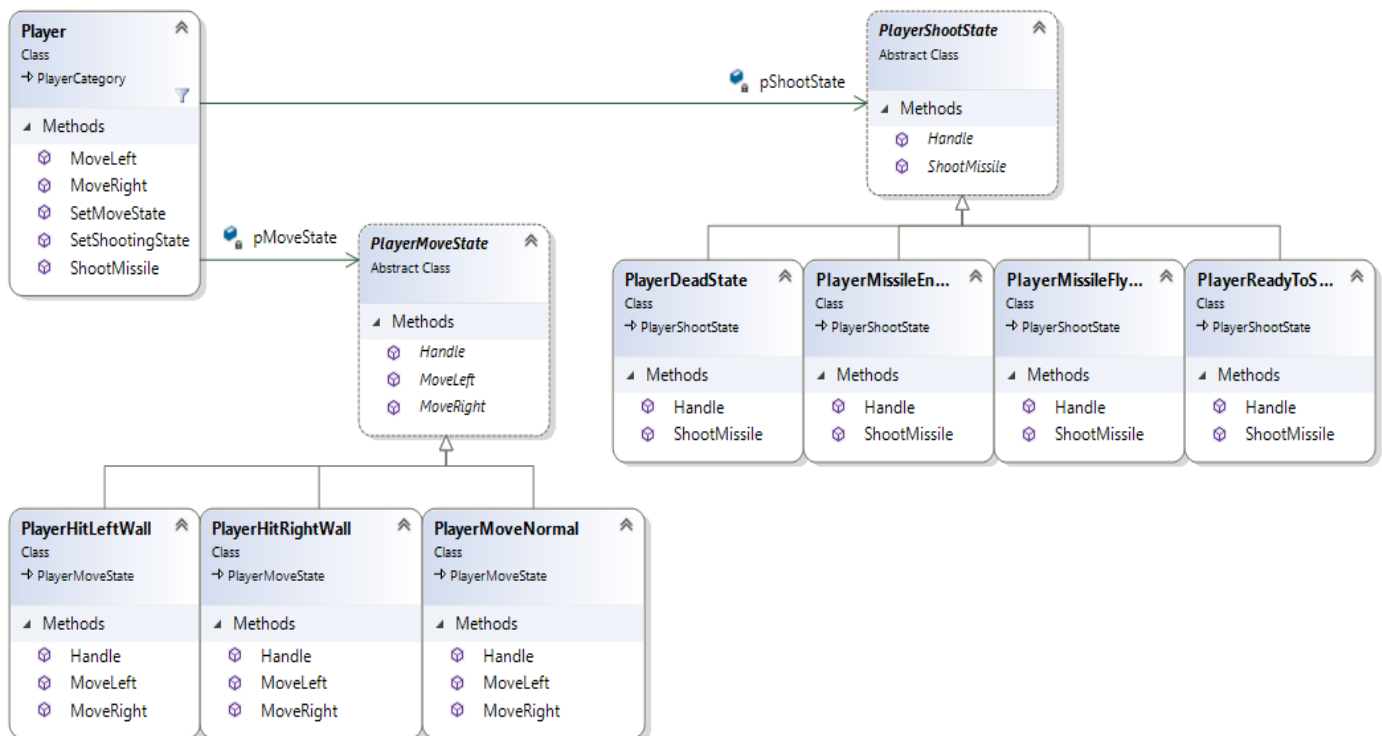 Player
Class
PlayerCategory
Methods
MoveLeft
MoveRight
SetMoveState
SetShootingState
ShootMissile
pShootState
PlayerShootState
Abstract Class
Methods
Handle
ShootMissile
pMoveState
PlayerMoveState
Abstract Class
Methods
Handle
MoveLeft
MoveRight
PlayerDeadState
Class
PlayerShootState
Methods
Handle
ShootMissile
PlayerMissileEn...
Class
PlayerShootState
Methods
Handle
ShootMissile
PlayerMissileFly...
Class
PlayerShootState
Methods
Handle
ShootMissile
PlayerReadyToS...
Class
PlayerShootState
Methods
Handle
ShootMissile
PlayerHitLeftWall
Class
PlayerMoveState
Methods
Handle
MoveLeft
MoveRight
PlayerHitRightWall
Class
PlayerMoveState
Methods
Handle
MoveLeft
MoveRight
PlayerMoveNormal
Class
PlayerMoveState
Methods
Handle
MoveLeft
MoveRight